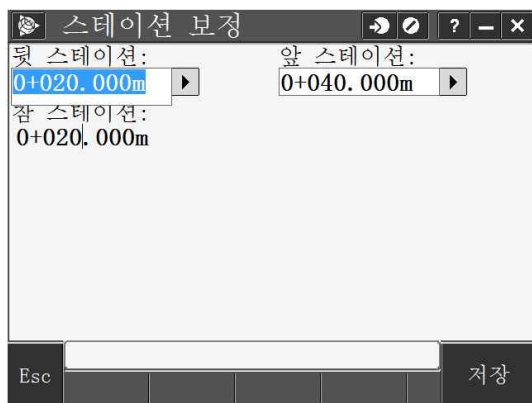 스테이션 보정
?
뒷 스테이션:
앞 스테이션:
0+020.000m
0+040.000m
참 스테이션:
0+020.000m
Esc
저장